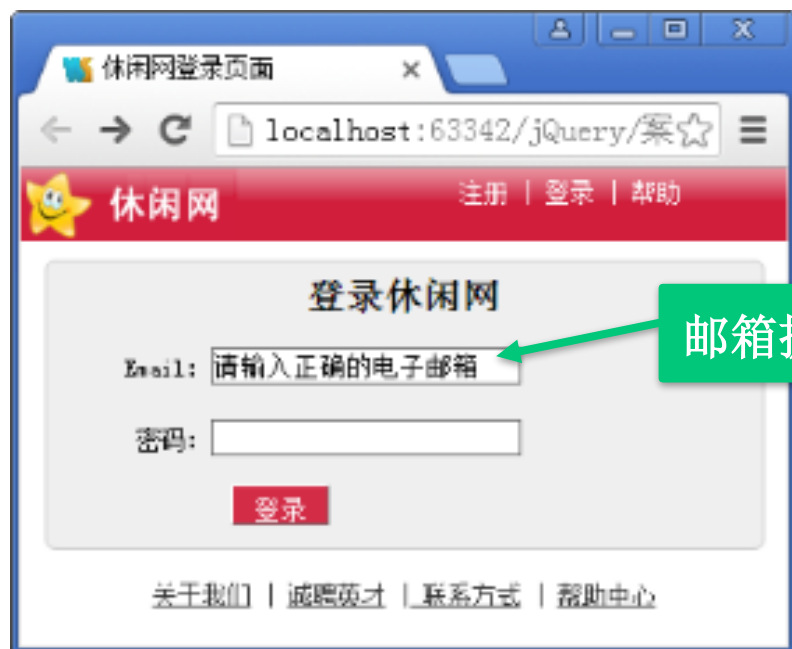 休闲网登录页面
localhost:63342/jQuery/案
休闲网
注册 | 登录 | 帮助
登录休闲网
Email: 请输入正确的电子邮箱
邮箱
密码:
登录
关于我们 | 诚聘英才 | 联系方式 | 帮助中心